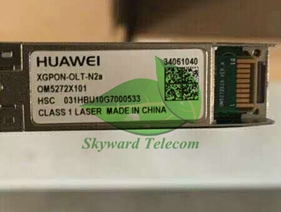 HUAWEI 34061040
XGPON-OLT-N2a
OM5272X101
HSC 031HBU10G7000533
CLASS 1 LASER MADE IN CHINA
Skyward Telecom